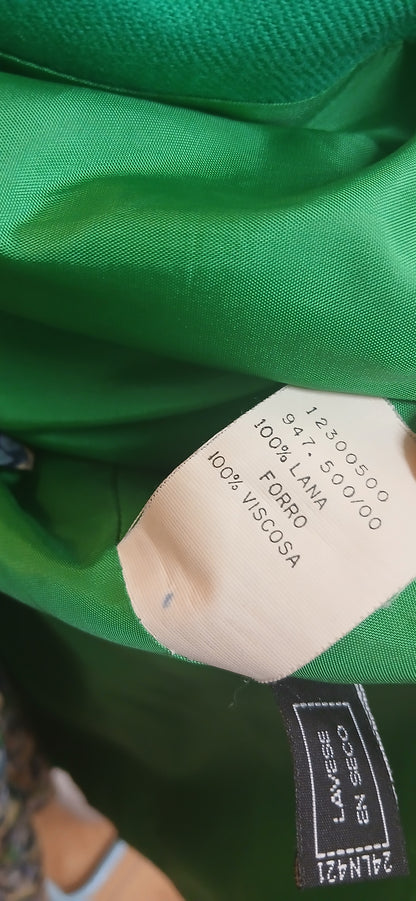 12300500
947.500/00
100% LANA
FORRO
100% VISCOSA
LAVESE
EN SECO
24LN421